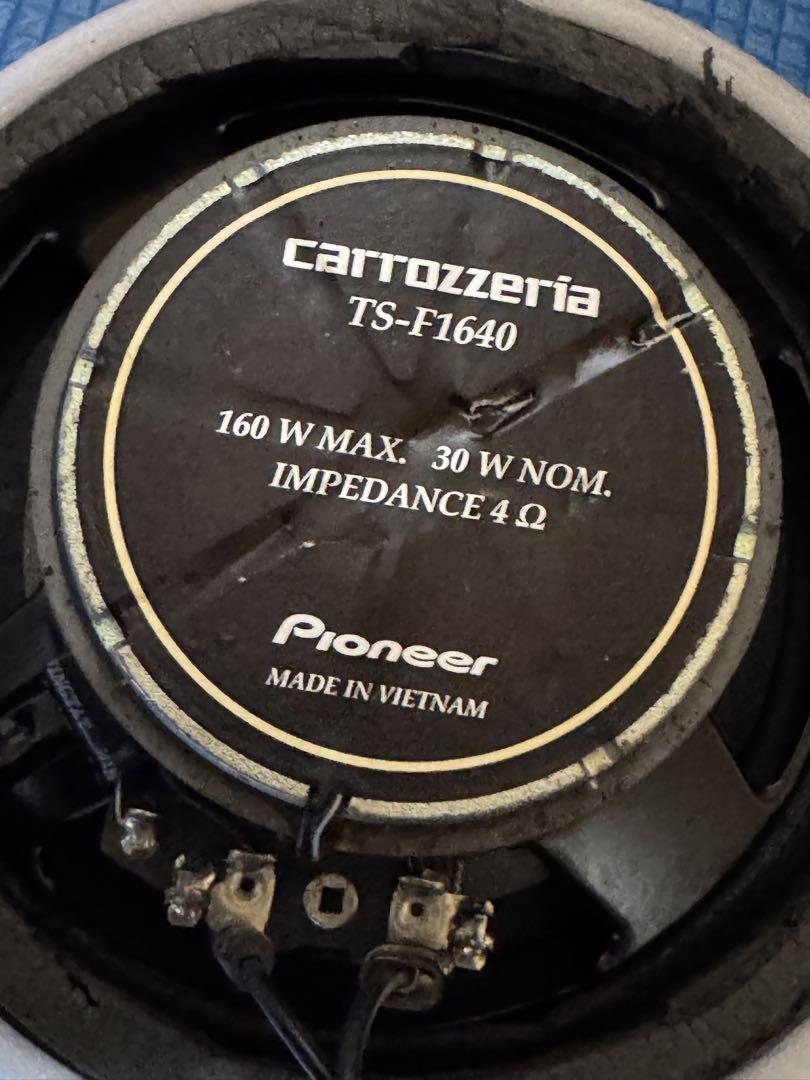 carrozzeria
TS-F1640
160 W MAX. 30 W NOM.
IMPEDANCE 4 Ω
Pioneer
MADE IN VIETNAM